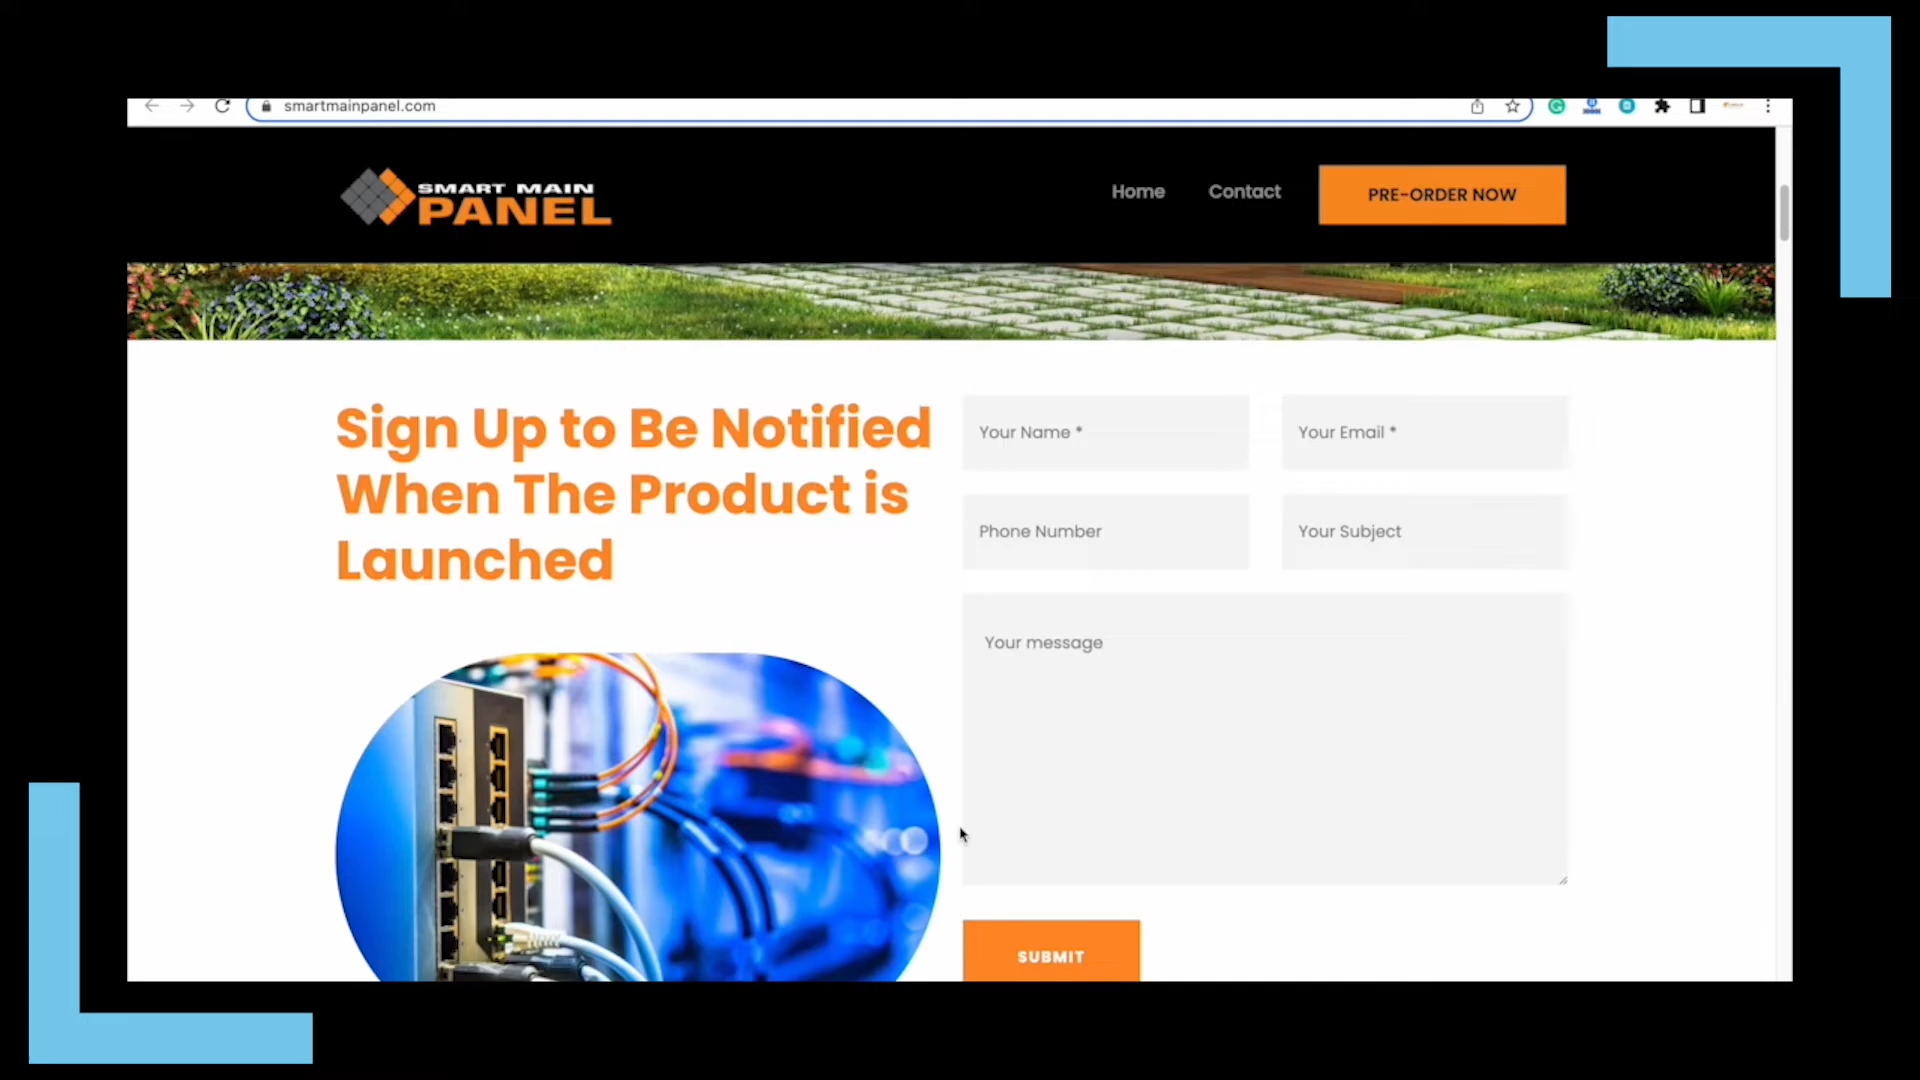 smartmainpanel.com
SMART MAIN
PANEL
Home
Contact
PRE-ORDER NOW
Sign Up to Be Notified
When The Product is
Launched
Your Name *
Your Email *
Phone Number
Your Subject
Your message
SUBMIT